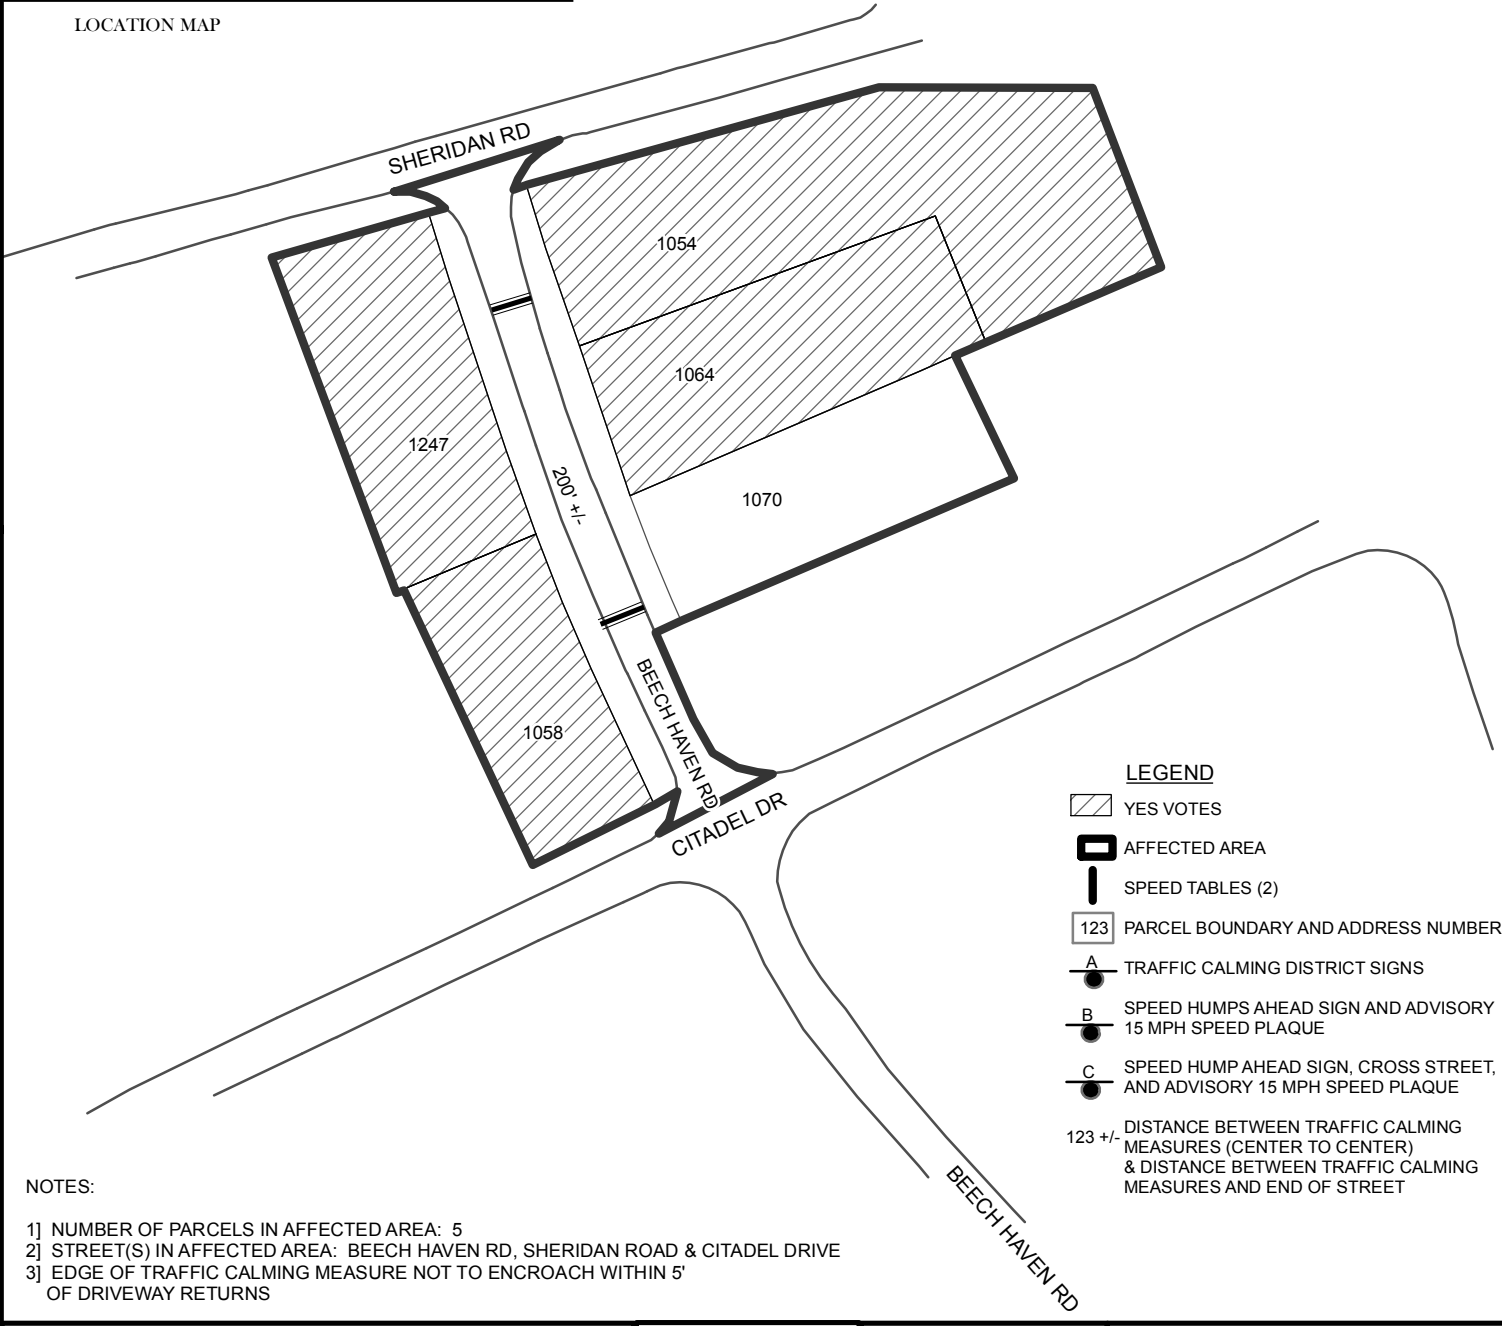 LOCATION MAP
SHERIDAN RD
1054
1064
1247
200' +/-
1070
1058
BEECH HAVEN RD
CITADEL DR
LEGEND
YES VOTES
AFFECTED AREA
SPEED TABLES (2)
123 PARCEL BOUNDARY AND ADDRESS NUMBER
A TRAFFIC CALMING DISTRICT SIGNS
B SPEED HUMPS AHEAD SIGN AND ADVISORY
15 MPH SPEED PLAQUE
C SPEED HUMP AHEAD SIGN, CROSS STREET,
AND ADVISORY 15 MPH SPEED PLAQUE
123 +/- DISTANCE BETWEEN TRAFFIC CALMING
MEASURES (CENTER TO CENTER)
& DISTANCE BETWEEN TRAFFIC CALMING
MEASURES AND END OF STREET
BEECH HAVEN RD
NOTES:
1] NUMBER OF PARCELS IN AFFECTED AREA: 5
2] STREET(S) IN AFFECTED AREA: BEECH HAVEN RD, SHERIDAN ROAD & CITADEL DRIVE
3] EDGE OF TRAFFIC CALMING MEASURE NOT TO ENCROACH WITHIN 5'
OF DRIVEWAY RETURNS